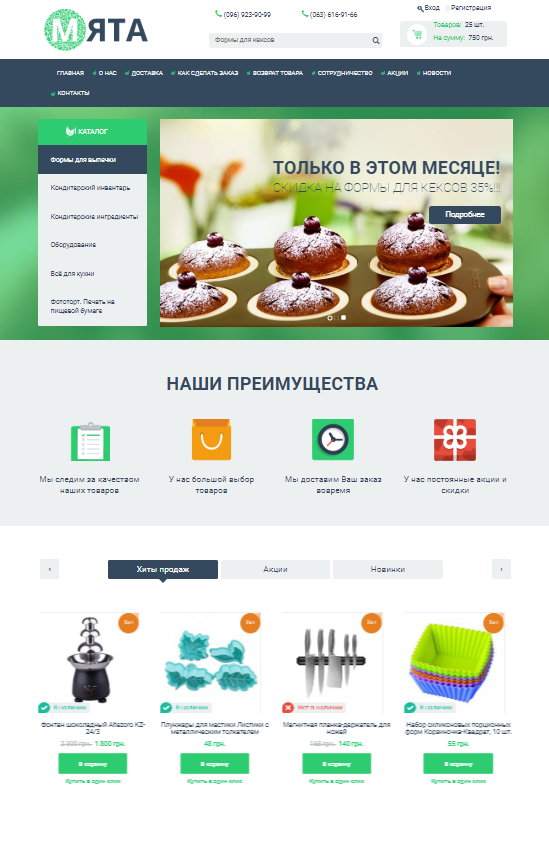 МЯТА
(096) 923-90-99
(063) 616-91-66
Вход
Регистрация
Формы для кексов
Товаров: 25 шт.
На сумму: 750 грн.
ГЛАВНАЯ
О НАС
ДОСТАВКА
КАК СДЕЛАТЬ ЗАКАЗ
ВОЗВРАТ ТОВАРА
СОТРУДНИЧЕСТВО
АКЦИИ
НОВОСТИ
КОНТАКТЫ
КАТАЛОГ
Формы для выпечки
Кондитерский инвентарь
Кондитерские ингредиенты
Оборудование
Всё для кухни
Фототорт. Печать на
пищевой бумаге
ТОЛЬКО В ЭТОМ МЕСЯЦЕ!
СКИДКА НА ФОРМЫ ДЛЯ КЕКСОВ 35%!!!
Подробнее
НАШИ ПРЕИМУЩЕСТВА
Мы следим за качеством
наших товаров
У нас большой выбор
товаров
Мы доставим Ваш заказ
вовремя
У нас постоянные акции и
скидки
Хиты продаж
Акции
Новинки
Хит
Хит
Хит
Хит
В наличии
В наличии
Нет в наличии
В наличии
Фонтан шоколадный Altezoro KZ-
24/3
Плунжеры для мастики Листики с
металлическим толкателем
Магнитная планка-держатель для
ножей
Набор силиконовых порционных
форм Корзиночка-Квадрат, 10 шт.
1 800 грн.
48 грн.
165 грн. 140 грн.
55 грн.
В корзину
В корзину
В корзину
В корзину
Купить в один клик
Купить в один клик
Купить в один клик
Купить в один клик